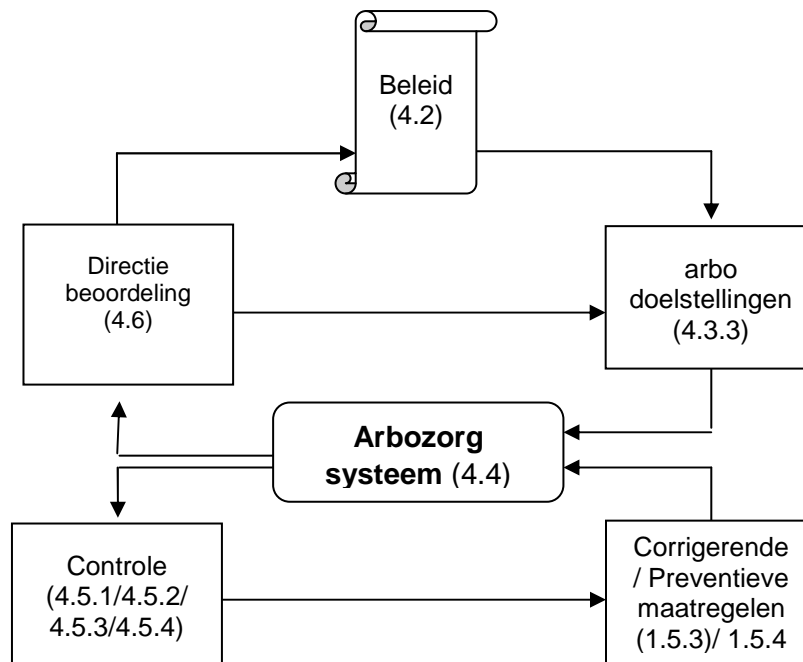 Beleid
(4.2)
Directie
beoordeling
(4.6)
arbo
doelstellingen
(4.3.3)
Arbozorg
systeem (4.4)
Controle
(4.5.1/4.5.2/
4.5.3/4.5.4)
Corrigerende
/ Preventieve
maatregelen
(1.5.3)/ 1.5.4